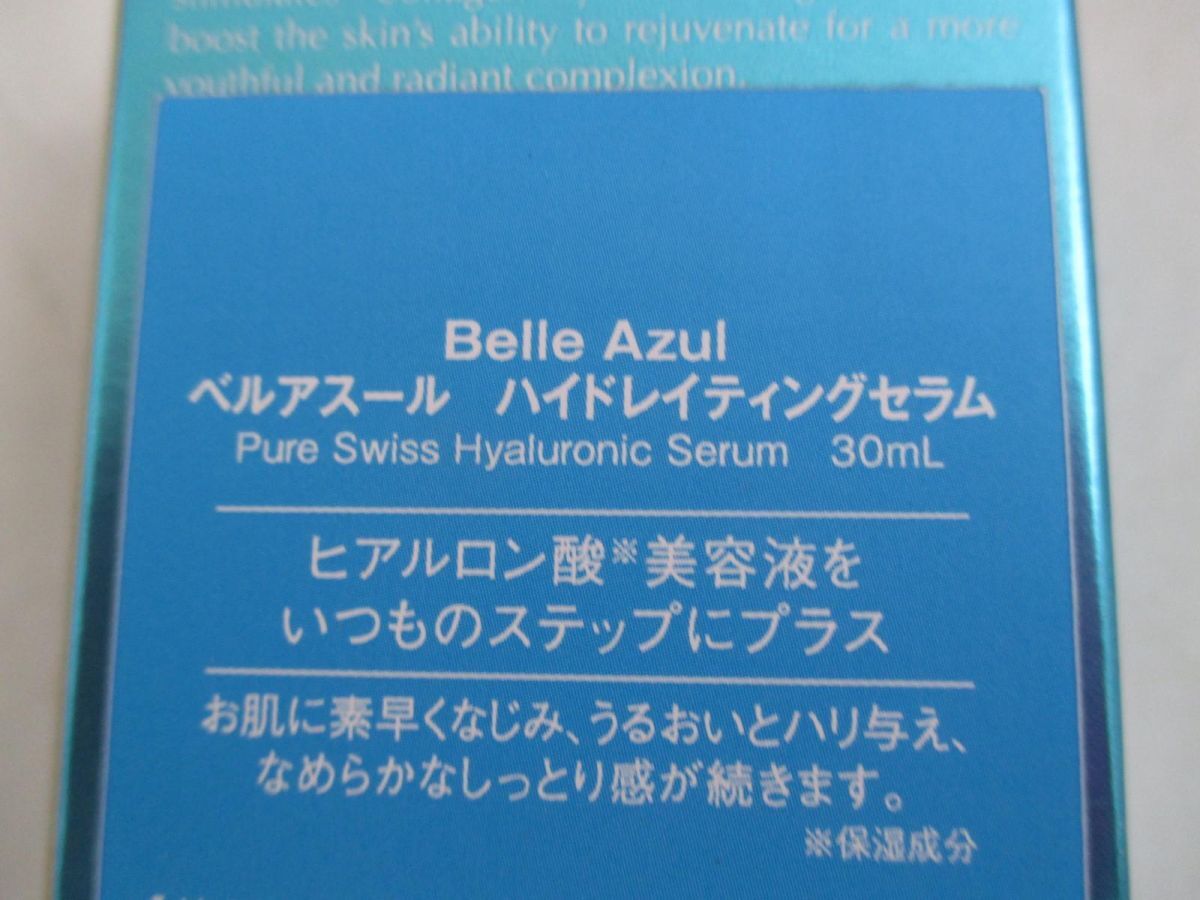 boost the skin's ability to rejuvenate for a more
youthful and radiant complexion.
Belle Azul
ベルアスール　ハイドレイティングセラム
Pure Swiss Hyaluronic Serum　30mL
ヒアルロン酸※美容液を
いつものステップにプラス
お肌に素早くなじみ、うるおいとハリ与え、
なめらかなしっとり感が続きます。
※保湿成分